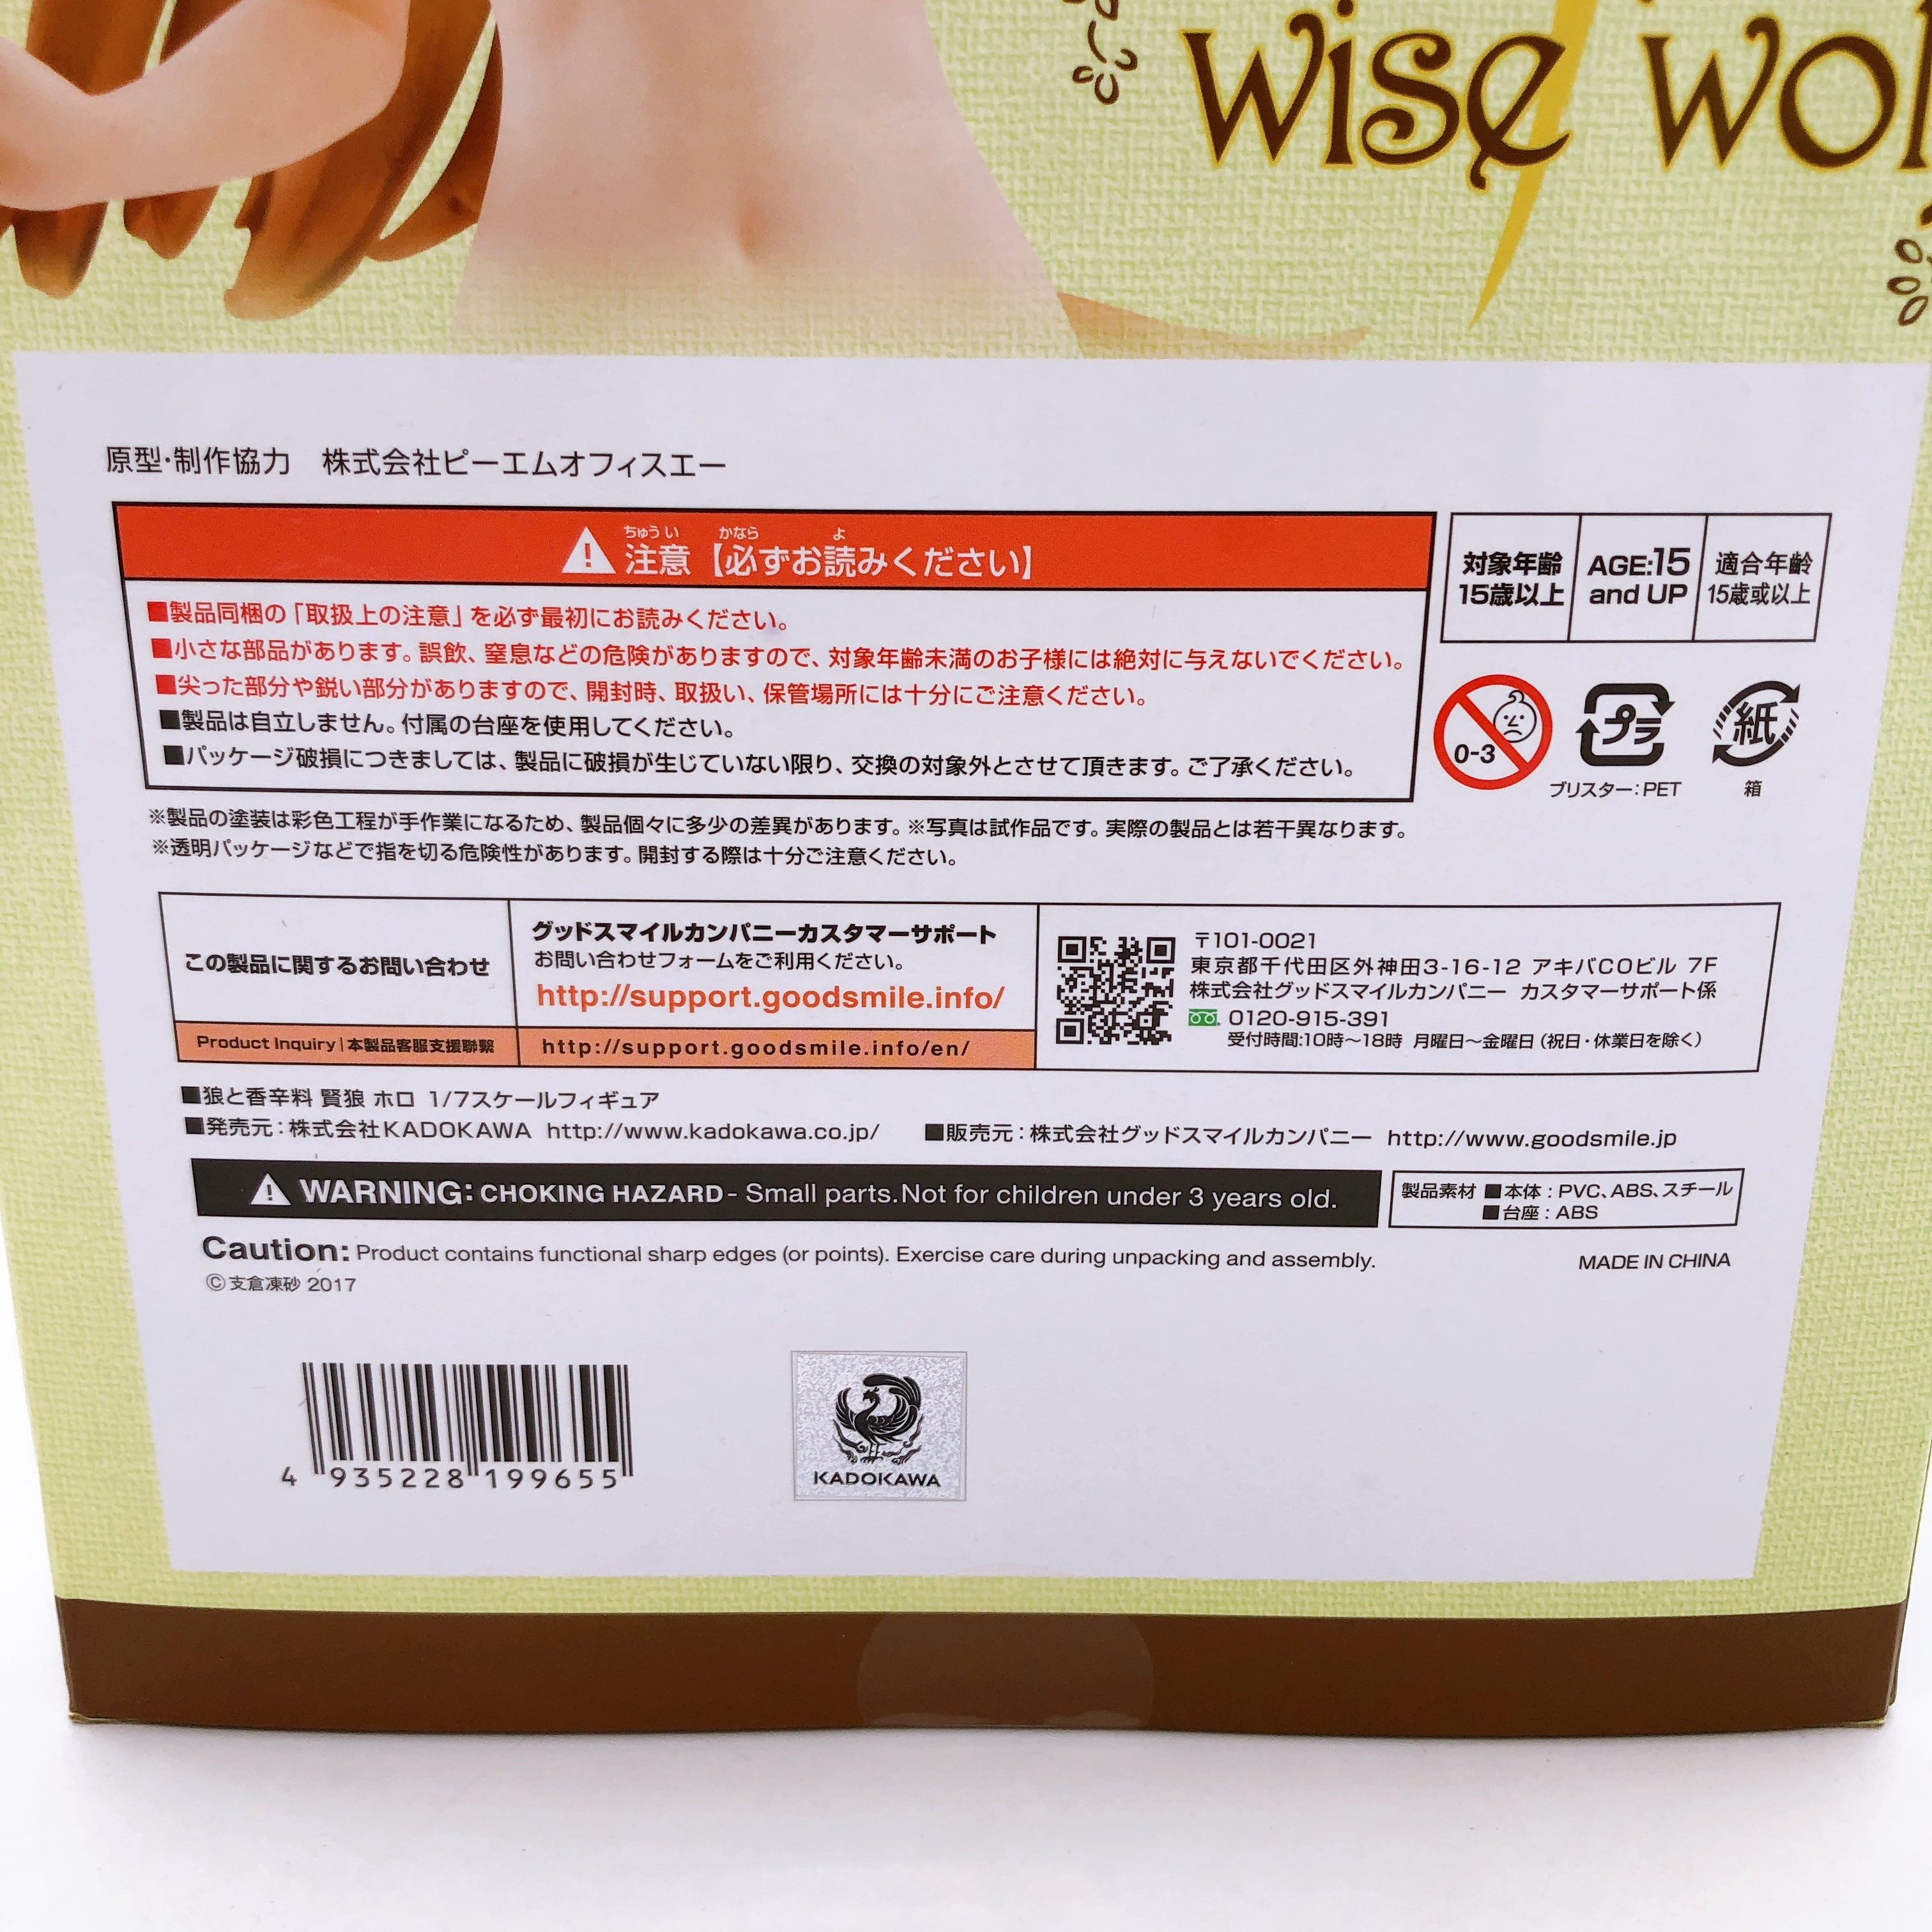 wise wol
原型・制作協力　株式会社ピーエムオフィスエー
ちゅうい かなら よ
注意【必ずお読みください】
■製品同梱の「取扱上の注意」を必ず最初にお読みください。
■小さな部品があります。誤飲、窒息などの危険がありますので、対象年齢未満のお子様には絶対に与えないでください。
■尖った部分や鋭い部分がありますので、開封時、取扱い、保管場所には十分にご注意ください。
■製品は自立しません。付属の台座を使用してください。
■パッケージ破損につきましては、製品に破損が生じていない限り、交換の対象外とさせて頂きます。ご了承ください。
対象年齢
15歳以上
AGE:15
and UP
適合年齡
15歲或以上
0-3
プラ
ブリスター：PET
紙
箱
※製品の塗装は彩色工程が手作業になるため、製品個々に多少の差異があります。※写真は試作品です。実際の製品とは若干異なります。
※透明パッケージなどで指を切る危険性があります。開封する際は十分ご注意ください。
この製品に関するお問い合わせ
グッドスマイルカンパニーカスタマーサポート
お問い合わせフォームをご利用ください。
http://support.goodsmile.info/
Product Inquiry | 本製品客服支援聯繫
http://support.goodsmile.info/en/
〒101-0021
東京都千代田区外神田3-16-12 アキバCOビル 7F
株式会社グッドスマイルカンパニー カスタマーサポート係
0120-915-391
受付時間:10時～18時 月曜日～金曜日（祝日・休業日を除く）
■狼と香辛料 賢狼 ホロ 1/7スケールフィギュア
■発売元：株式会社KADOKAWA http://www.kadokawa.co.jp/ ■販売元：株式会社グッドスマイルカンパニー http://www.goodsmile.jp
WARNING: CHOKING HAZARD - Small parts. Not for children under 3 years old.
製品素材 ■本体：PVC、ABS、スチール
■台座：ABS
Caution: Product contains functional sharp edges (or points). Exercise care during unpacking and assembly.
MADE IN CHINA
©支倉凍砂 2017
4 935228 199655
KADOKAWA